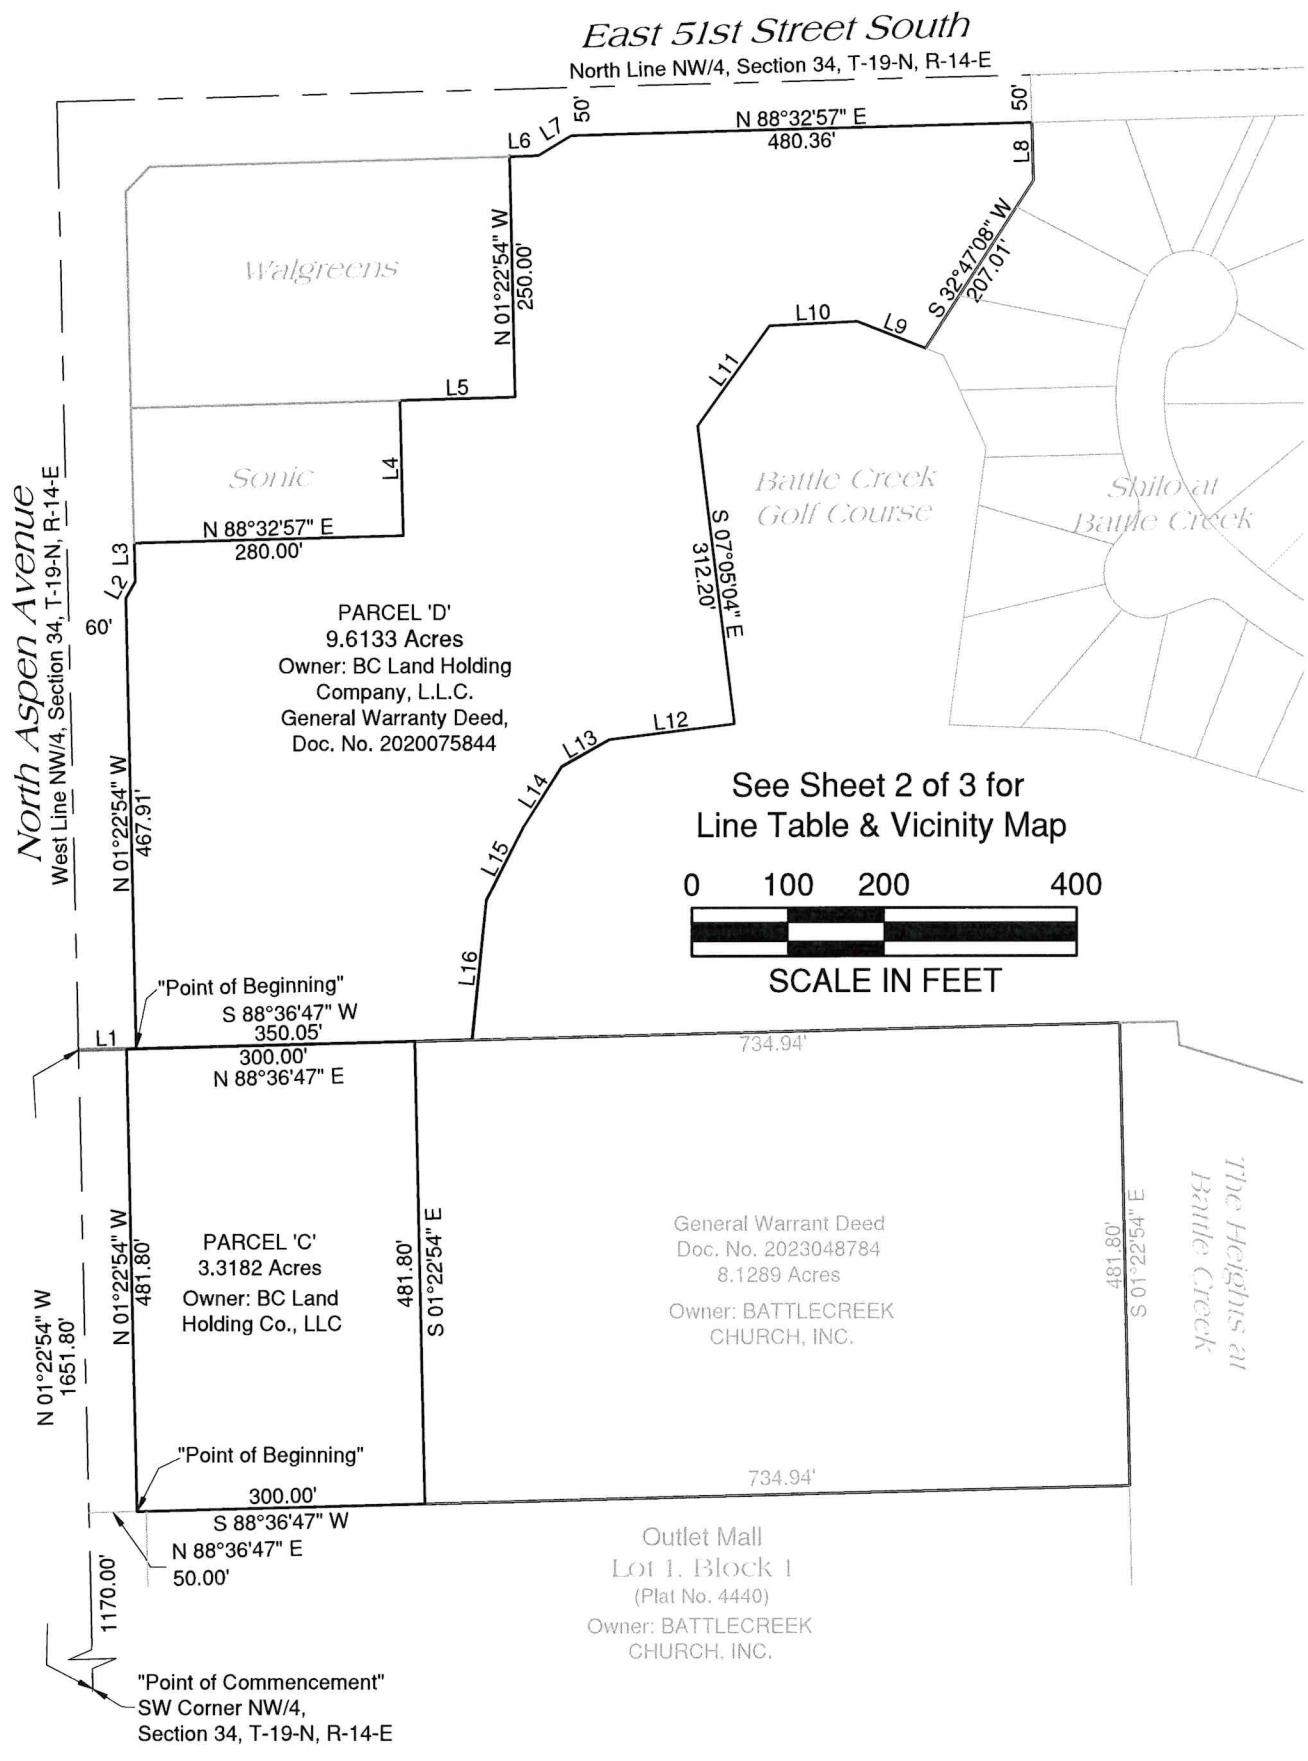 East 51st Street South
North Line NW/4, Section 34, T-19-N, R-14-E
50'
50'
L6
L7
N 88°32'57" E
480.36'
L8
Walgreens
N 01°22'54" W
250.00'
S 32°47'08" W
207.01'
L10
L9
L11
L5
Sonic
L4
Battle Creek
Golf Course
Shilo at
Battle Creek
North Aspen Avenue
West Line NW/4, Section 34, T-19-N, R-14-E
N 88°32'57" E
280.00'
L3
L2
60'
S 07°05'04" E
312.20'
PARCEL 'D'
9.6133 Acres
Owner: BC Land Holding
Company, L.L.C.
General Warranty Deed,
Doc. No. 2020075844
L12
L13
L14
L15
L16
N 01°22'54" W
467.91'
See Sheet 2 of 3 for
Line Table & Vicinity Map
0 100 200 400
SCALE IN FEET
"Point of Beginning"
S 88°36'47" W
350.05'
L1
300.00'
N 88°36'47" E
734.94'
N 01°22'54" W
481.80'
PARCEL 'C'
3.3182 Acres
Owner: BC Land
Holding Co., LLC
481.80'
S 01°22'54" E
General Warrant Deed
Doc. No. 2023048784
8.1289 Acres
Owner: BATTLECREEK
CHURCH, INC.
481.80'
S 01°22'54" E
The Heights at
Battle Creek
N 01°22'54" W
1651.80'
"Point of Beginning"
300.00'
S 88°36'47" W
734.94'
N 88°36'47" E
50.00'
1170.00'
Outlet Mall
Lot 1, Block 1
(Plat No. 4440)
Owner: BATTLECREEK
CHURCH, INC.
"Point of Commencement"
SW Corner NW/4,
Section 34, T-19-N, R-14-E